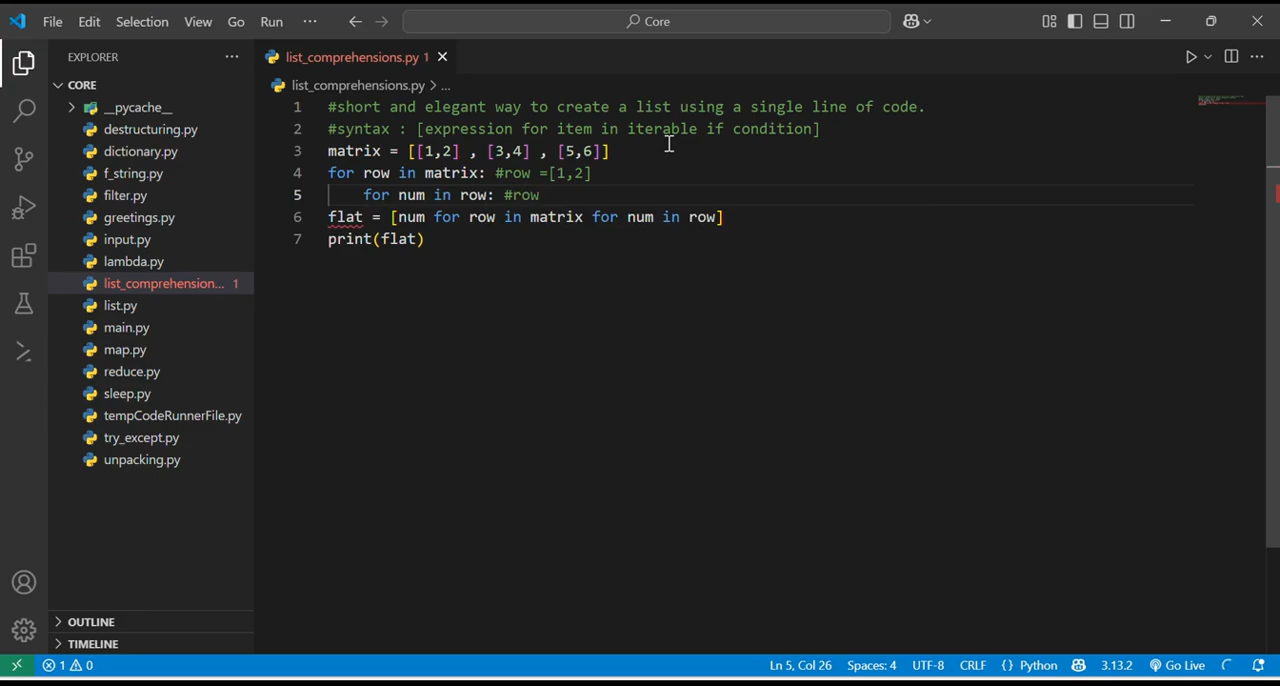 File Edit Selection View Go Run ··· Core
EXPLORER ···
list_comprehensions.py 1
CORE
list_comprehensions.py > ...
__pycache__
destructuring.py
dictionary.py
f_string.py
filter.py
greetings.py
input.py
lambda.py
list_comprehension... 1
list.py
main.py
map.py
reduce.py
sleep.py
tempCodeRunnerFile.py
try_except.py
unpacking.py
OUTLINE
TIMELINE
1 #short and elegant way to create a list using a single line of code.
2 #syntax : [expression for item in iterable if condition]
3 matrix = [[1,2] , [3,4] , [5,6]]
4 for row in matrix: #row =[1,2]
5 for num in row: #row
6 flat = [num for row in matrix for num in row]
7 print(flat)
1 0 Ln 5, Col 26 Spaces: 4 UTF-8 CRLF {} Python 3.13.2 Go Live